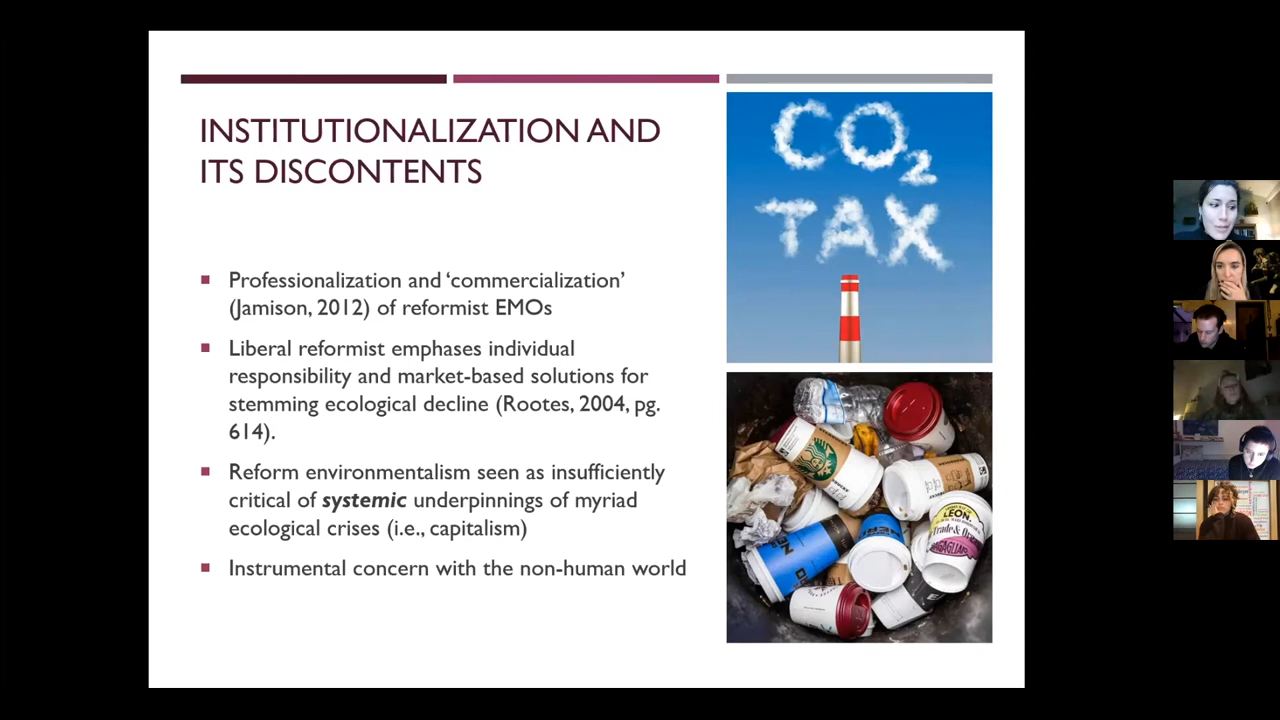 INSTITUTIONALIZATION AND
ITS DISCONTENTS
Professionalization and ‘commercialization’
(Jamison, 2012) of reformist EMOs
Liberal reformist emphases individual
responsibility and market-based solutions for
stemming ecological decline (Rootes, 2004, pg.
614).
Reform environmentalism seen as insufficiently
critical of systemic underpinnings of myriad
ecological crises (i.e., capitalism)
Instrumental concern with the non-human world
CO2
TAX
LEON.